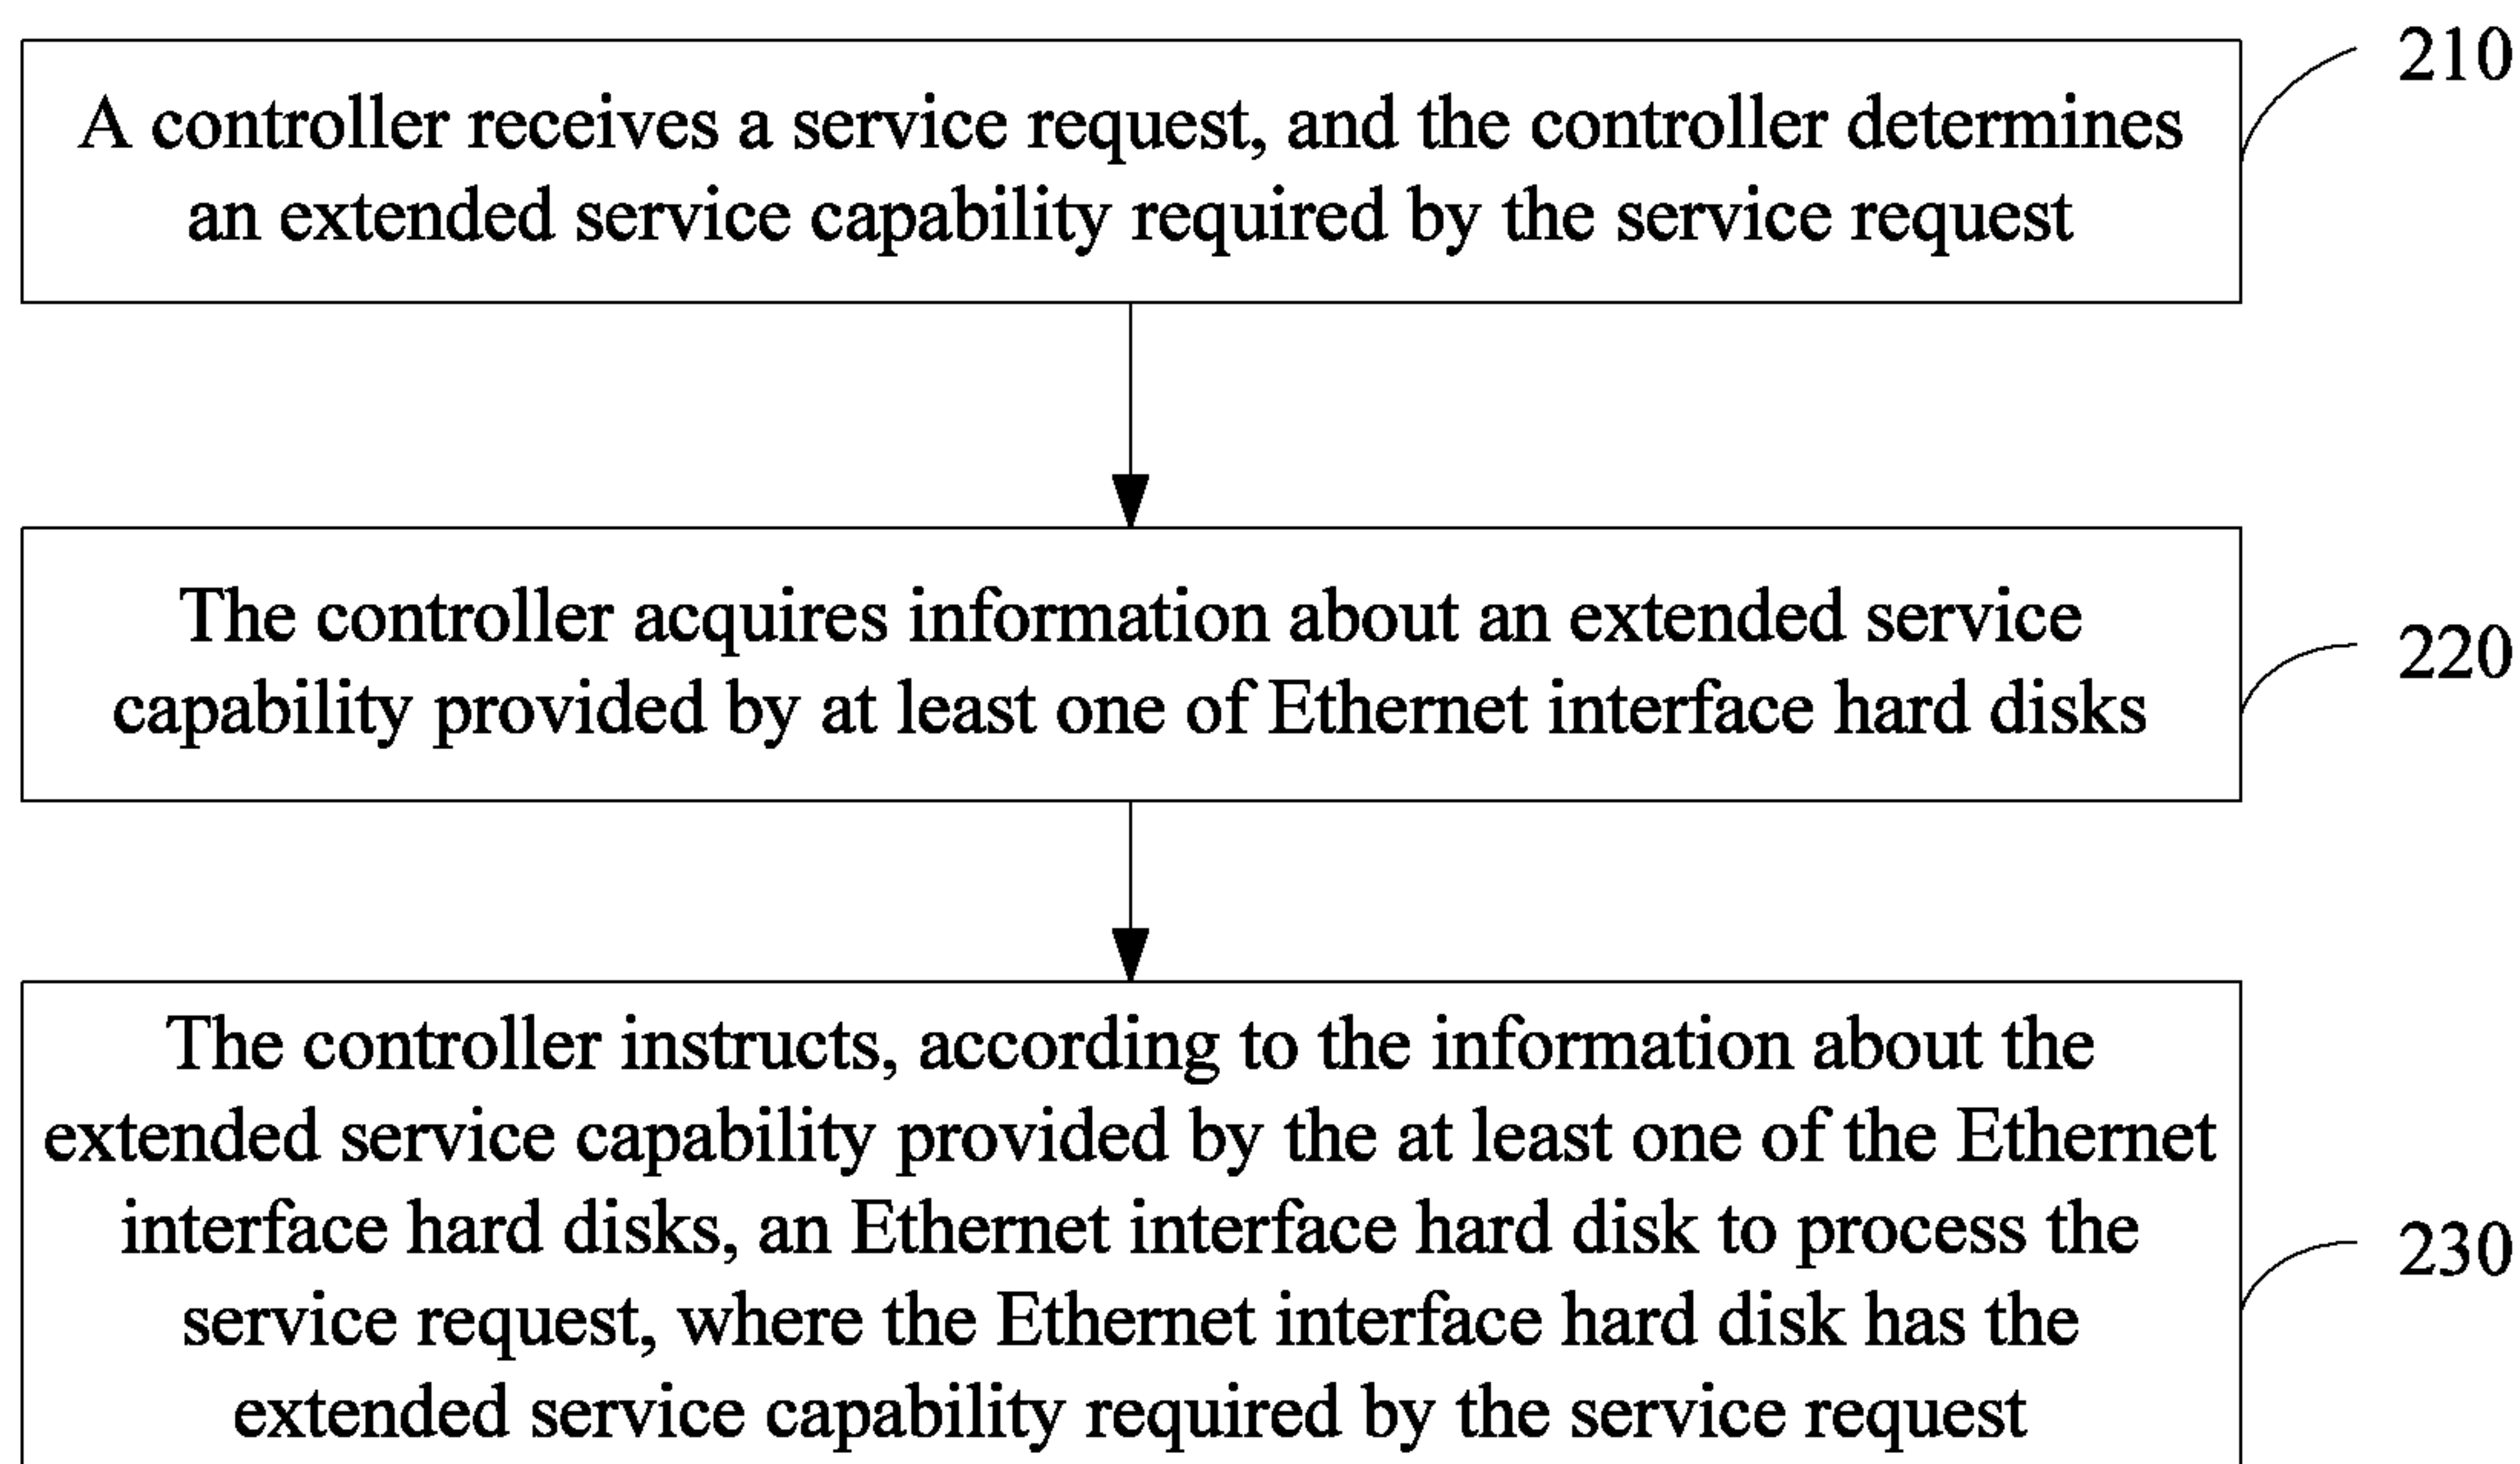 210
A controller receives a service request, and the controller determines
an extended service capability required by the service request
The controller acquires information about an extended service
capability provided by at least one of Ethernet interface hard disks
220
The controller instructs, according to the information about the
extended service capability provided by the at least one of the Ethernet
interface hard disks, an Ethernet interface hard disk to process the
service request, where the Ethernet interface hard disk has the
extended service capability required by the service request
230